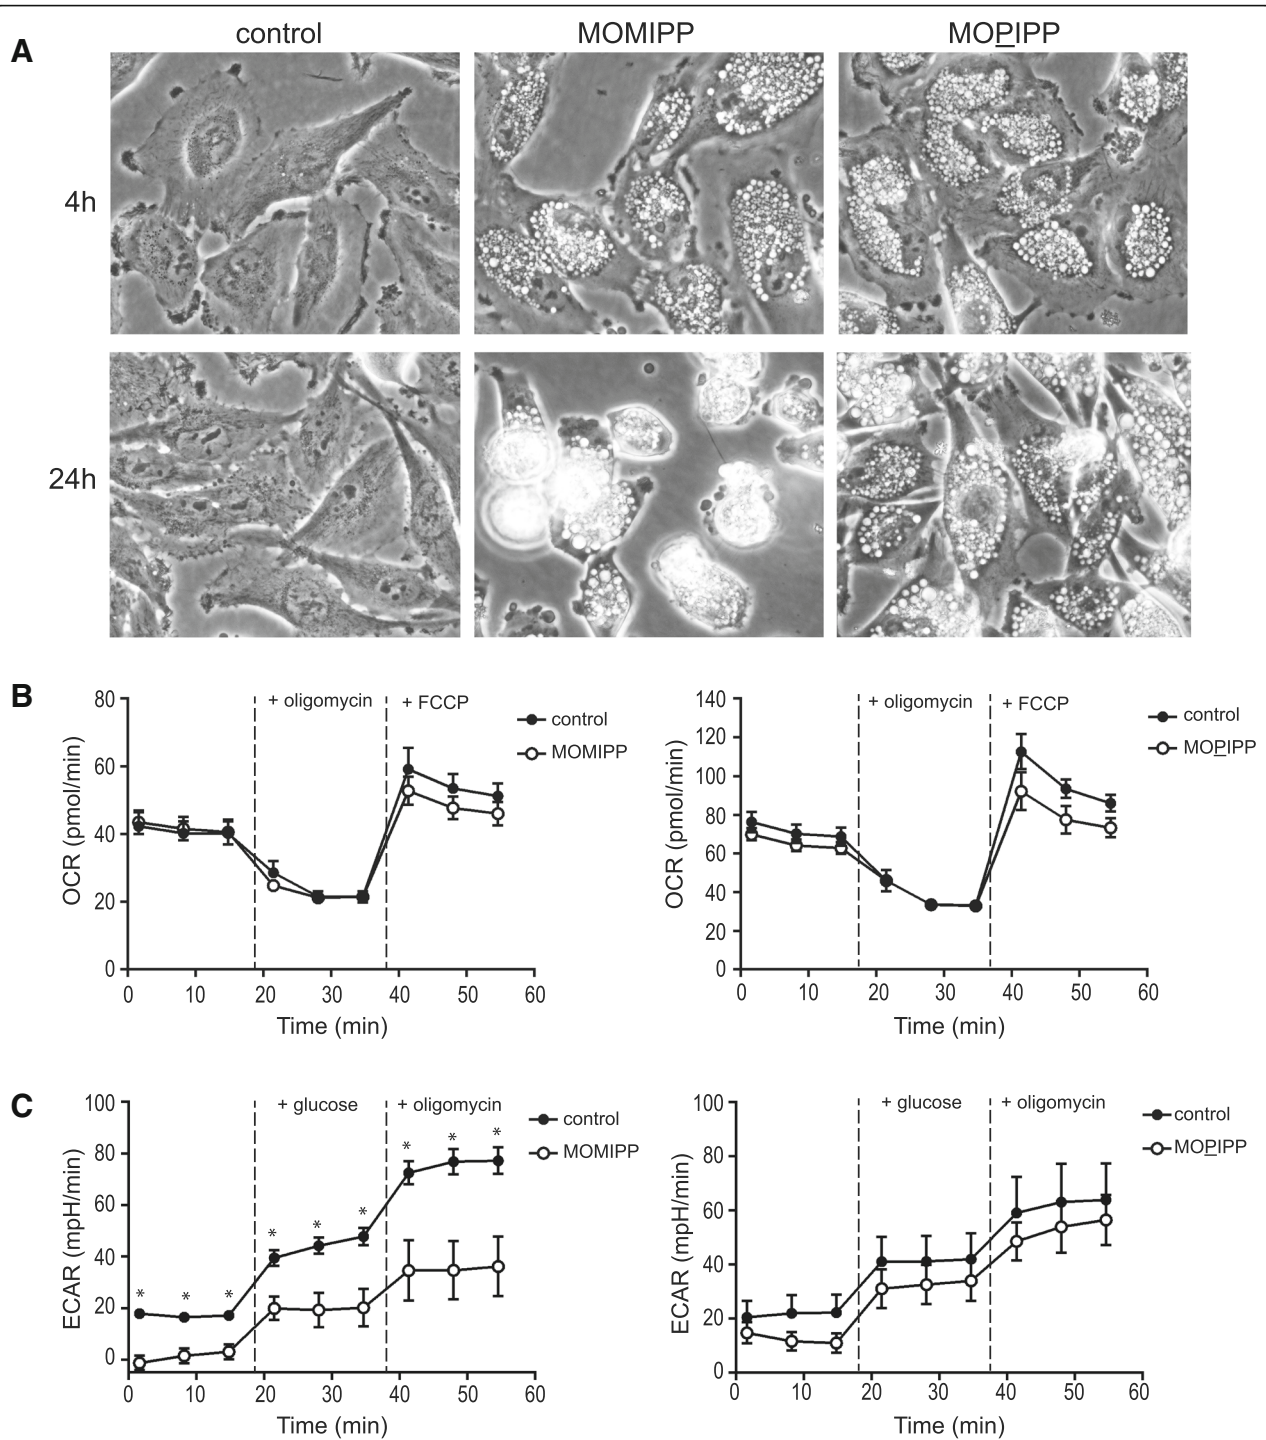 A
control
MOMIPP
MOPIPP
4h
24h
B
80
60
40
20
0
0
10
20
30
40
50
60
+ oligomycin
+ FCCP
control
MOMIPP
OCR (pmol/min)
Time (min)
140
120
100
80
60
40
20
0
0
10
20
30
40
50
60
+ oligomycin
+ FCCP
control
MOPIPP
OCR (pmol/min)
Time (min)
C
100
80
60
40
20
0
0
10
20
30
40
50
60
+ glucose
+ oligomycin
control
MOMIPP
* * *
* * *
* * *
ECAR (mpH/min)
Time (min)
100
80
60
40
20
0
0
10
20
30
40
50
60
+ glucose
+ oligomycin
control
MOPIPP
ECAR (mpH/min)
Time (min)